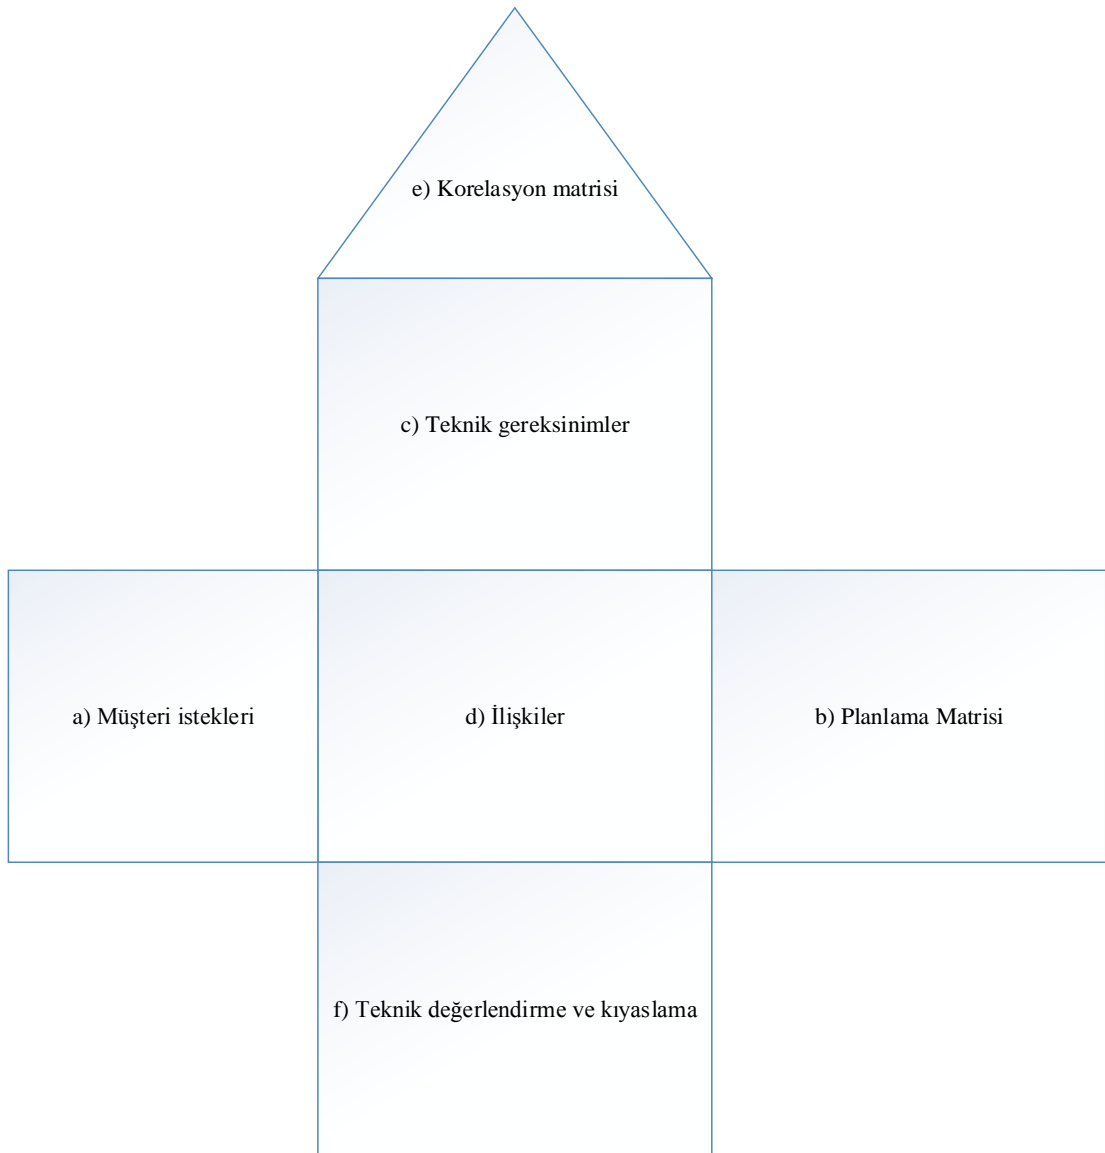 e) Korelasyon matrisi
c) Teknik gereksinimler
a) Müşteri istekleri
d) İlişkiler
b) Planlama Matrisi
f) Teknik değerlendirme ve kıyaslama